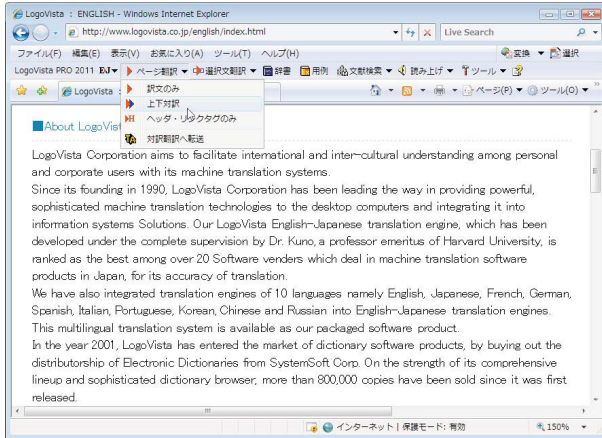 LogoVista : ENGLISH - Windows Internet Explorer
http://www.logovista.co.jp/english/index.html
Live Search
ファイル(F) 編集(E) 表示(V) お気に入り(A) ツール(T) ヘルプ(H)
変換 選択
LogoVista PRO 2011 EJ ページ翻訳 選択文翻訳 辞書 用例 文献検索 読み上げ ツール
LogoVista : ページ(P) ツール(O)
訳文のみ
上下対訳
ヘッダ・リンクタグのみ
対訳翻訳へ転送
■About LogoVist
LogoVista Corporation aims to facilitate international and inter-cultural understanding among personal
and corporate users with its machine translation systems.
Since its founding in 1990, LogoVista Corporation has been leading the way in providing powerful,
sophisticated machine translation technologies to the desktop computers and integrating it into
information systems Solutions. Our LogoVista English-Japanese translation engine, which has been
developed under the complete supervision by Dr. Kuno, a professor emeritus of Harvard University, is
ranked as the best among over 20 Software venders which deal in machine translation software
products in Japan, for its accuracy of translation.
We have also integrated translation engines of 10 languages namely English, Japanese, French, German,
Spanish, Italian, Portuguese, Korean, Chinese and Russian into English-Japanese translation engines.
This multilingual translation system is available as our packaged software product.
In the year 2001, LogoVista has entered the market of dictionary software products, by buying out the
distributorship of Electronic Dictionaries from SystemSoft Corp. On the strength of its comprehensive
lineup and sophisticated dictionary browser, more than 800,000 copies have been sold since it was first
released.
インターネット | 保護モード: 有効
150%